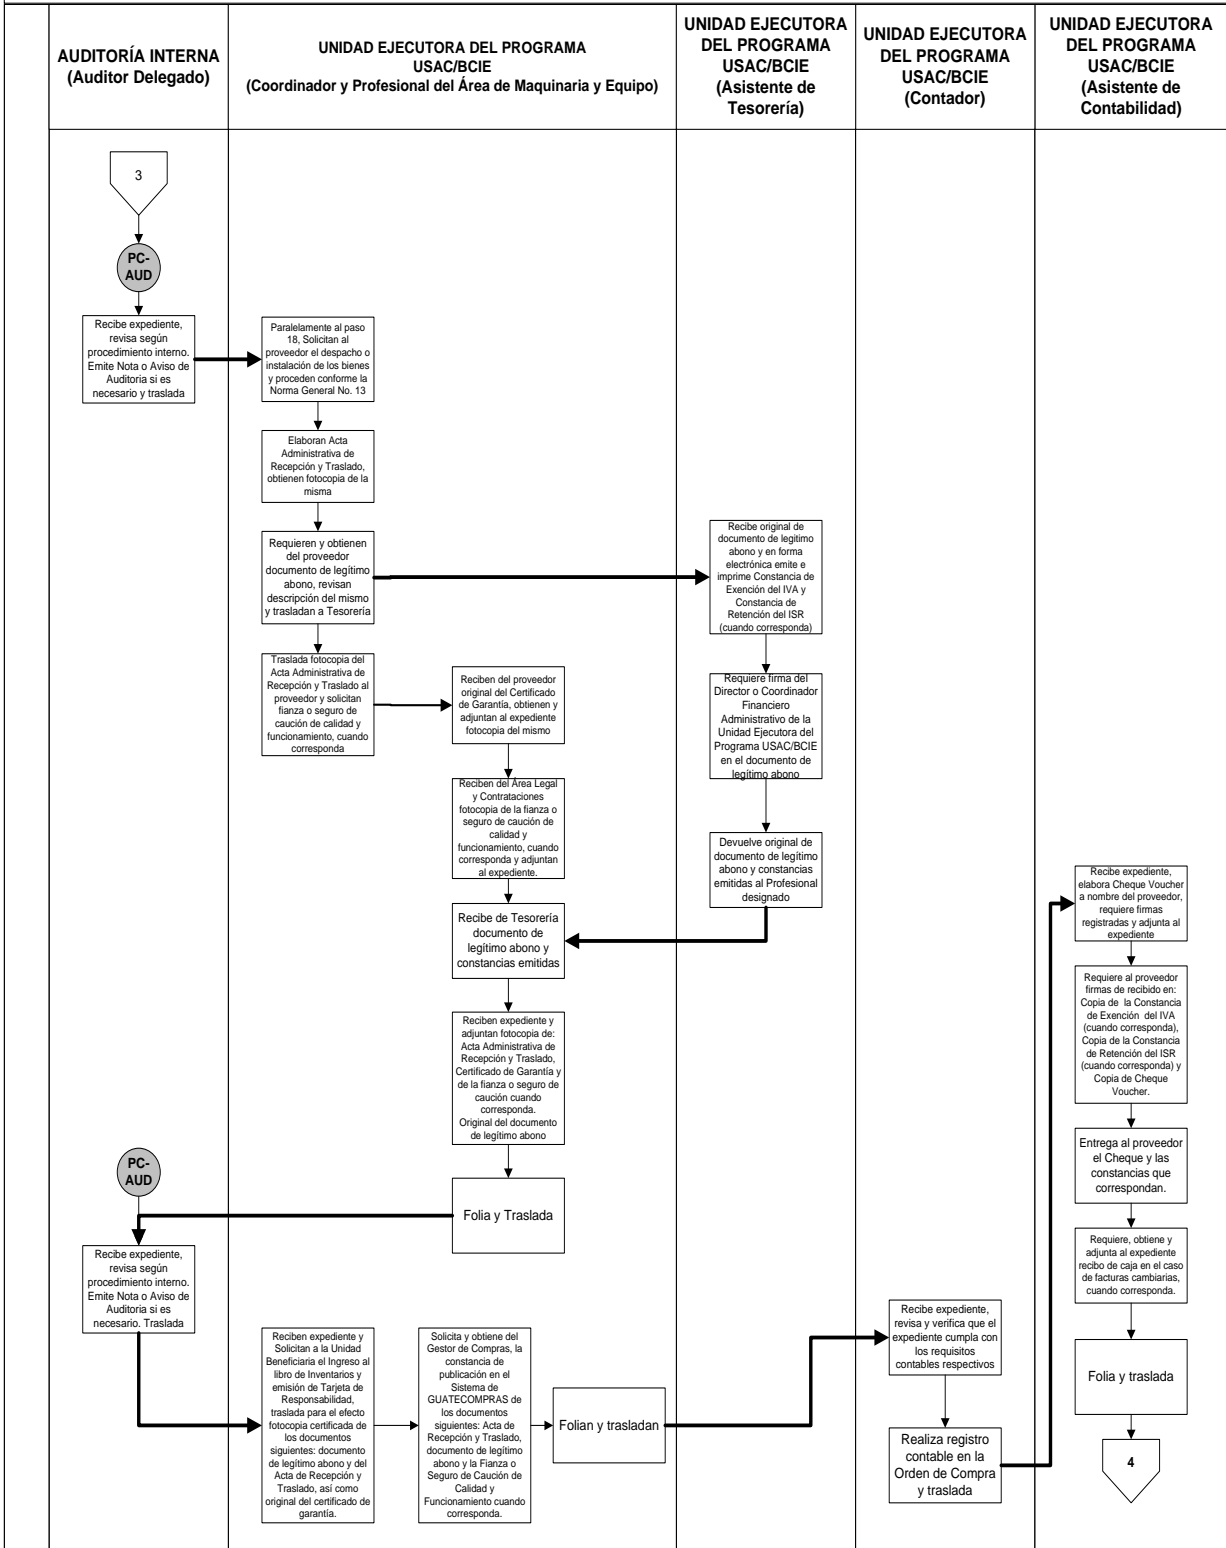 AUDITORÍA INTERNA
(Auditor Delegado)
UNIDAD EJECUTORA DEL PROGRAMA
USAC/BCIE
(Coordinador y Profesional del Área de Maquinaria y Equipo)
UNIDAD EJECUTORA
DEL PROGRAMA
USAC/BCIE
(Asistente de
Tesorería)
UNIDAD EJECUTORA
DEL PROGRAMA
USAC/BCIE
(Contador)
UNIDAD EJECUTORA
DEL PROGRAMA
USAC/BCIE
(Asistente de
Contabilidad)
3
PC-
AUD
Recibe expediente,
revisa según
procedimiento interno.
Emite Nota o Aviso de
Auditoria si es
necesario y traslada
Paralelamente al paso
18, Solicitan al
proveedor el despacho o
instalación de los bienes
y proceden conforme la
Norma General No. 13
Elaboran Acta
Administrativa de
Recepción y Traslado,
obtienen fotocopia de la
misma
Requieren y obtienen
del proveedor
documento de legítimo
abono, revisan
descripción del mismo
y trasladan a Tesorería
Recibe original de
documento de legitimo
abono y en forma
electrónica emite e
imprime Constancia de
Exención del IVA y
Constancia de
Retención del ISR
(cuando corresponda)
Traslada fotocopia del
Acta Administrativa de
Recepción y Traslado al
proveedor y solicitan
fianza o seguro de
caución de calidad y
funcionamiento, cuando
corresponda
Reciben del proveedor
original del Certificado
de Garantía, obtienen y
adjuntan al expediente
fotocopia del mismo
Requiere firma del
Director o Coordinador
Financiero
Administrativo de la
Unidad Ejecutora del
Programa USAC/BCIE
en el documento de
legítimo abono
Reciben del Área Legal
y Contrataciones
fotocopia de la fianza o
seguro de caución de
calidad y
funcionamiento, cuando
corresponda y adjuntan
al expediente.
Devuelve original de
documento de legítimo
abono y constancias
emitidas al Profesional
designado
Recibe de Tesorería
documento de
legítimo abono y
constancias emitidas
Reciben expediente y
adjuntan fotocopia de:
Acta Administrativa de
Recepción y Traslado,
Certificado de Garantía y
de la fianza o seguro de
caución cuando
corresponda.
Original del documento
de legítimo abono
Folia y Traslada
PC-
AUD
Recibe expediente,
revisa según
procedimiento interno.
Emite Nota o Aviso de
Auditoria si es
necesario. Traslada
Reciben expediente y
Solicitan a la Unidad
Beneficiaria el Ingreso al
libro de Inventarios y
emisión de Tarjeta de
Responsabilidad,
traslada para el efecto
fotocopia certificada de
los documentos
siguientes: documento
de legítimo abono y del
Acta de Recepción y
Traslado, así como
original del certificado de
garantía.
Solicita y obtiene del
Gestor de Compras, la
constancia de
publicación en el
Sistema de
GUATECOMPRAS de
los documentos
siguientes: Acta de
Recepción y Traslado,
documento de legítimo
abono y la Fianza o
Seguro de Caución de
Calidad y
Funcionamiento cuando
corresponda.
Folian y trasladan
Recibe expediente,
revisa y verifica que el
expediente cumpla con
los requisitos
contables respectivos
Realiza registro
contable en la
Orden de Compra
y traslada
Recibe expediente,
elabora Cheque Voucher
a nombre del proveedor,
requiere firmas
registradas y adjunta al
expediente
Requiere al proveedor
firmas de recibido en:
Copia de la Constancia
de Exención del IVA
(cuando corresponda),
Copia de la Constancia
de Retención del ISR
(cuando corresponda) y
Copia de Cheque
Voucher.
Entrega al proveedor
el Cheque y las
constancias que
correspondan.
Requiere, obtiene y
adjunta al expediente
recibo de caja en el caso
de facturas cambiarias,
cuando corresponda.
Folia y traslada
4